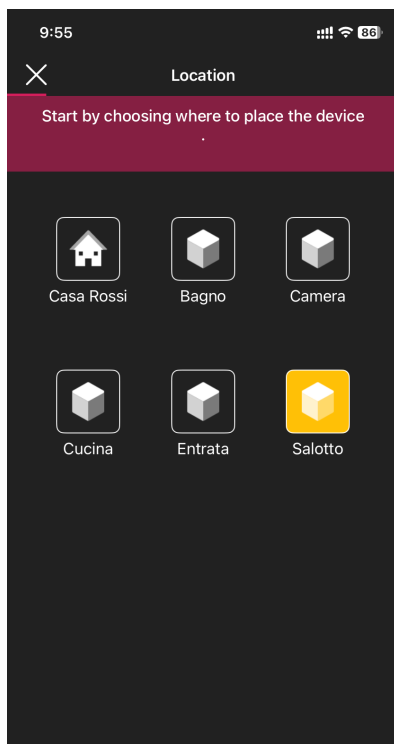 9:55
86
Location
Start by choosing where to place the device
.
Casa Rossi
Bagno
Camera
Cucina
Entrata
Salotto